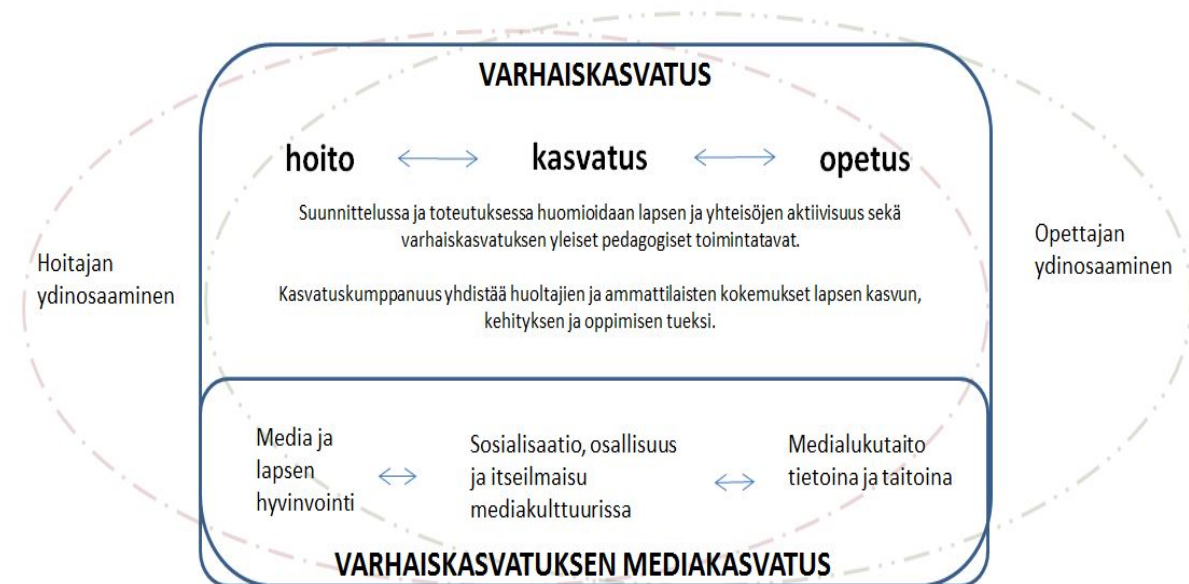 VARHAISKASVATUS
hoito
kasvatus
opetus
Suunnittelussa ja toteutuksessa huomioidaan lapsen ja yhteisöjen aktiivisuus sekä
varhaiskasvatuksen yleiset pedagogiset toimintatavat.
Hoitajan
ydinosaaminen
Opettajan
ydinosaaminen
Kasvatuskumppanuus yhdistää huoltajien ja ammattilaisten kokemukset lapsen kasvun,
kehityksen ja oppimisen tueksi.
Media ja
lapsen
hyvinvointi
Sosialisaatio, osallisuus
ja itseilmaisu
mediakulttuurissa
Medialukutaito
tietoina ja taitoina
VARHAISKASVATUKSEN MEDIAKASVATUS